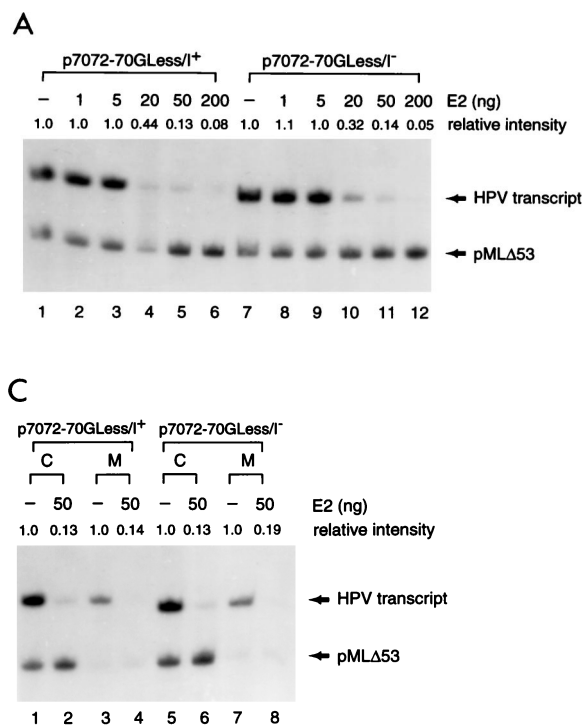 A
p7072-70GLess/I+ p7072-70GLess/I-
– 1 5 20 50 200 – 1 5 20 50 200 E2 (ng)
1.0 1.0 1.0 0.44 0.13 0.08 1.0 1.1 1.0 0.32 0.14 0.05 relative intensity
HPV transcript
pMLΔ53
1 2 3 4 5 6 7 8 9 10 11 12
C
p7072-70GLess/I+ p7072-70GLess/I-
C M C M
– 50 – 50 – 50 – 50 E2 (ng)
1.0 0.13 1.0 0.14 1.0 0.13 1.0 0.19 relative intensity
HPV transcript
pMLΔ53
1 2 3 4 5 6 7 8